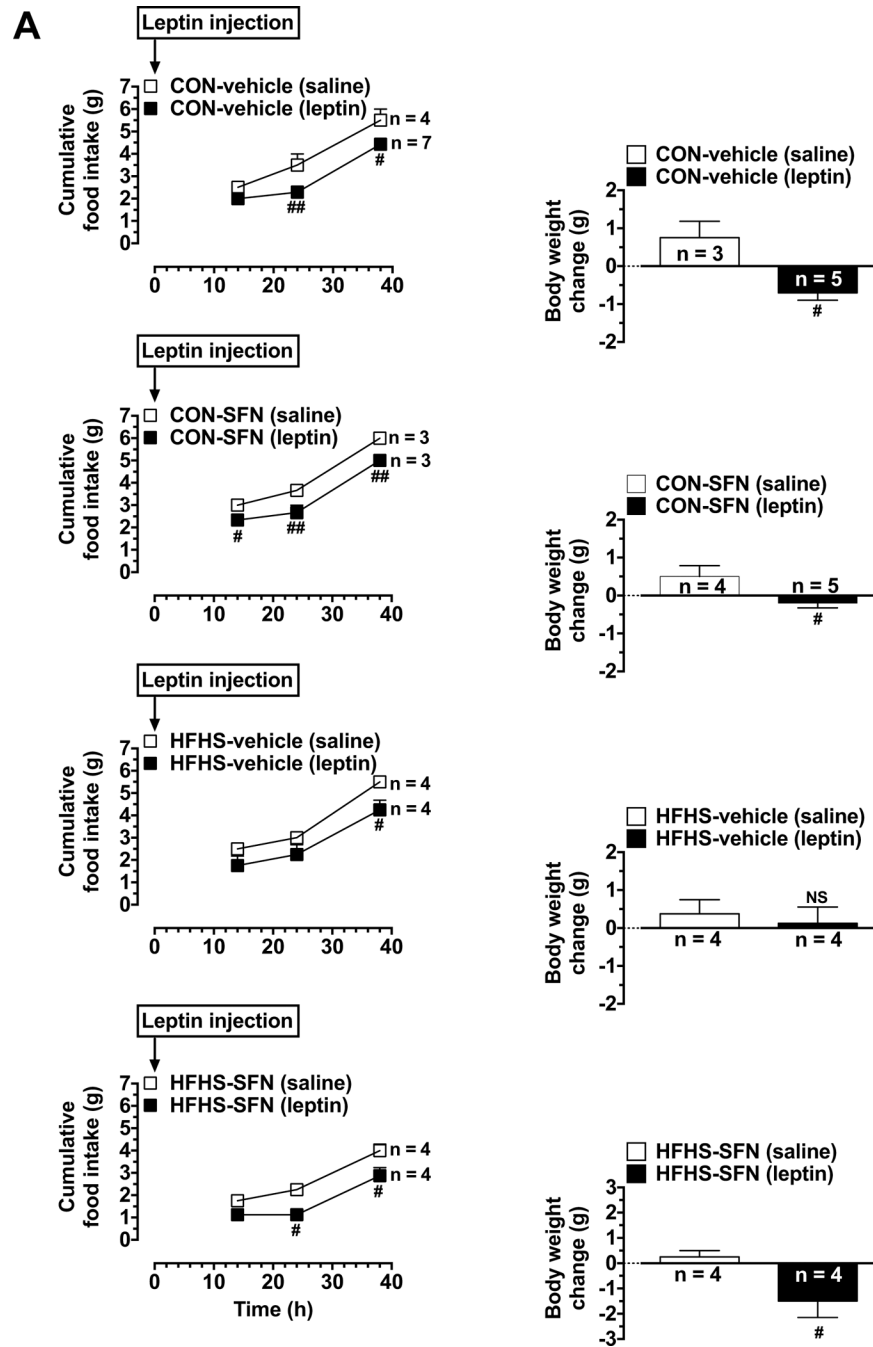 A
Leptin injection
CON-vehicle (saline)
CON-vehicle (leptin)
Cumulative
food intake (g)
7
6
5
4
3
2
1
0
n = 4
n = 7
##
#
0 10 20 30 40
CON-vehicle (saline)
CON-vehicle (leptin)
Body weight
change (g)
2
1
0
-1
-2
n = 3
n = 5
#
Leptin injection
CON-SFN (saline)
CON-SFN (leptin)
Cumulative
food intake (g)
7
6
5
4
3
2
1
0
n = 3
n = 3
#
##
##
0 10 20 30 40
CON-SFN (saline)
CON-SFN (leptin)
Body weight
change (g)
2
1
0
-1
-2
n = 4
n = 5
#
Leptin injection
HFHS-vehicle (saline)
HFHS-vehicle (leptin)
Cumulative
food intake (g)
7
6
5
4
3
2
1
0
n = 4
n = 4
#
0 10 20 30 40
HFHS-vehicle (saline)
HFHS-vehicle (leptin)
Body weight
change (g)
2
1
0
-1
-2
NS
n = 4
n = 4
Leptin injection
HFHS-SFN (saline)
HFHS-SFN (leptin)
Cumulative
food intake (g)
7
6
5
4
3
2
1
0
n = 4
n = 4
#
#
0 10 20 30 40
Time (h)
HFHS-SFN (saline)
HFHS-SFN (leptin)
Body weight
change (g)
3
2
1
0
-1
-2
-3
n = 4
n = 4
#